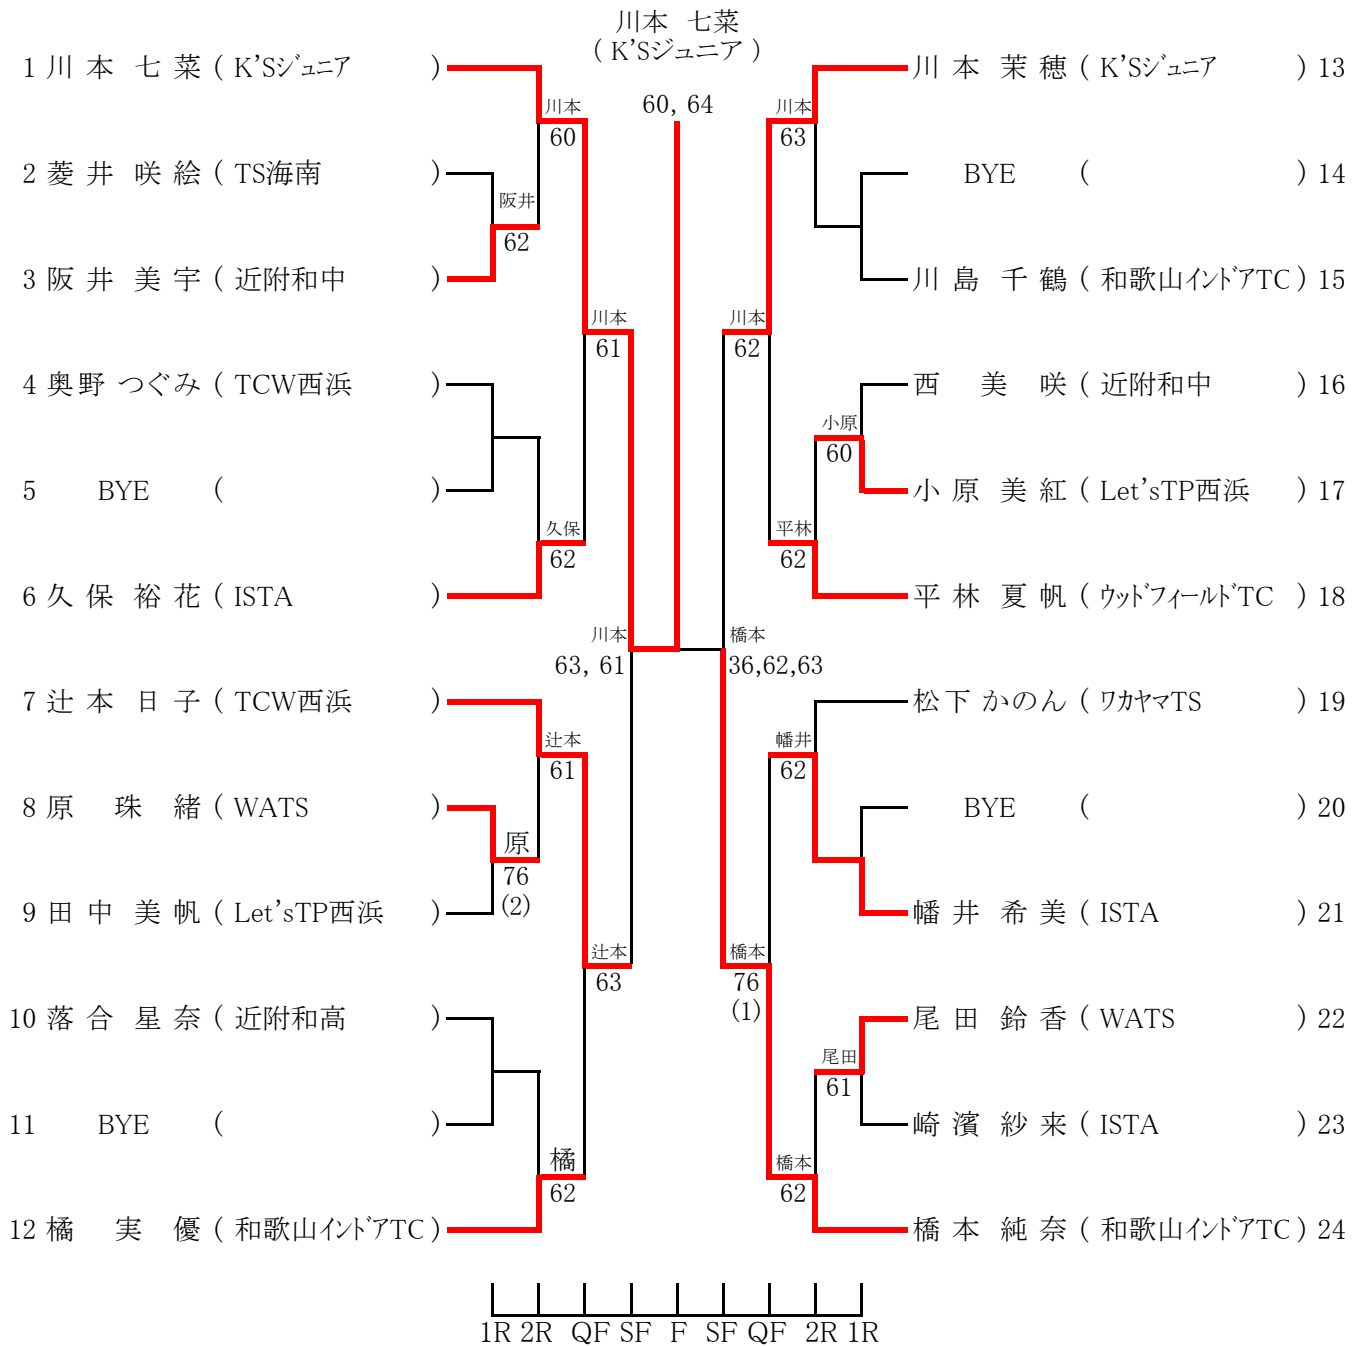 川本 七菜
( K'Sジュニア )
60, 64
1 川本 七菜 ( K'Sジュニア )
2 菱井 咲絵 ( TS海南 )
3 阪井 美宇 ( 近附和中 )
4 奥野 つぐみ ( TCW西浜 )
5 BYE ( )
6 久保 裕花 ( ISTA )
7 辻本 日子 ( TCW西浜 )
8 原 珠緒 ( WATS )
9 田中 美帆 ( Let'sTP西浜 )
10 落合 星奈 ( 近附和高 )
11 BYE ( )
12 橘 実優 ( 和歌山インドアTC )
阪井
62
原
76
(2)
川本
60
久保
62
辻本
61
橘
62
川本
61
辻本
63
川本
63, 61
橋本
36,62,63
川本
62
橋本
76
(1)
川本
63
平林
62
幡井
62
橋本
62
小原
60
尾田
61
川本 茉穂 ( K'Sジュニア ) 13
BYE ( ) 14
川島 千鶴 ( 和歌山インドアTC ) 15
西 美咲 ( 近附和中 ) 16
小原 美紅 ( Let'sTP西浜 ) 17
平林 夏帆 ( ウッドフィールドTC ) 18
松下 かのん ( ワカヤマTS ) 19
BYE ( ) 20
幡井 希美 ( ISTA ) 21
尾田 鈴香 ( WATS ) 22
崎濱 紗来 ( ISTA ) 23
橋本 純奈 ( 和歌山インドアTC ) 24
1R 2R QF SF F SF QF 2R 1R